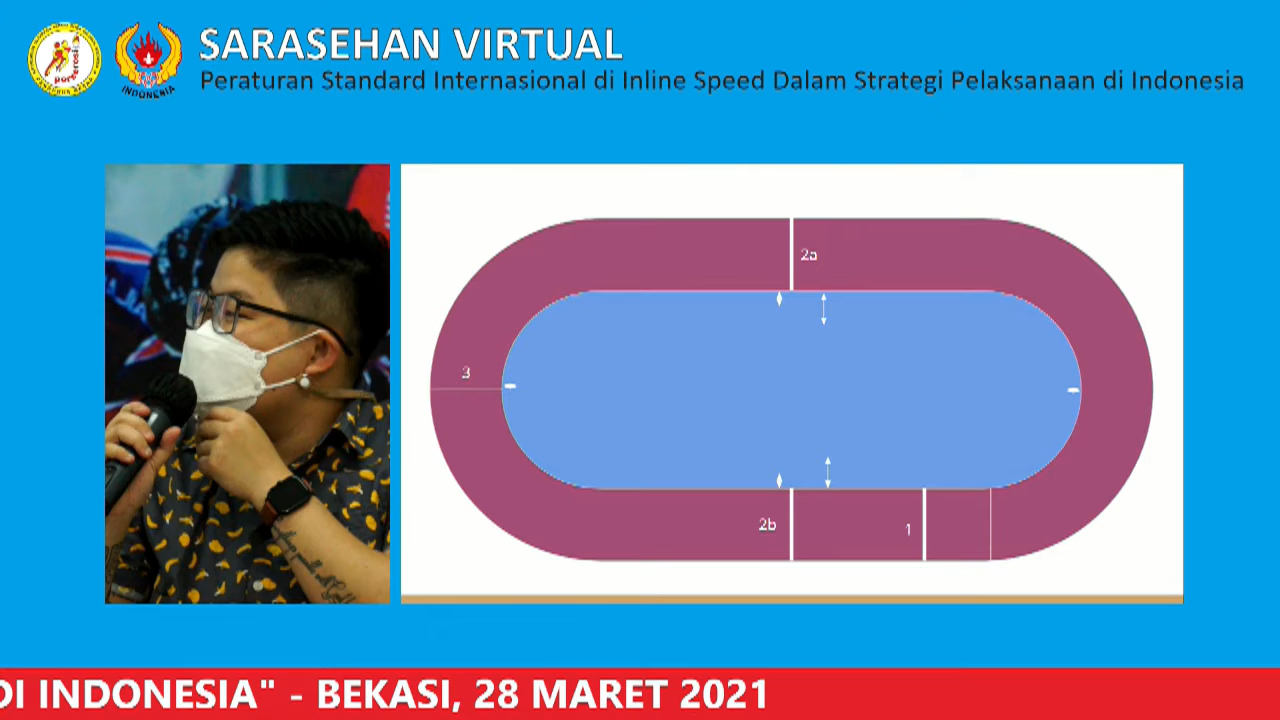 SARASEHAN VIRTUAL
Peraturan Standard Internasional di Inline Speed Dalam Strategi Pelaksanaan di Indonesia
porserosi
INDONESIA
2a
3
2b
1
DI INDONESIA" - BEKASI, 28 MARET 2021